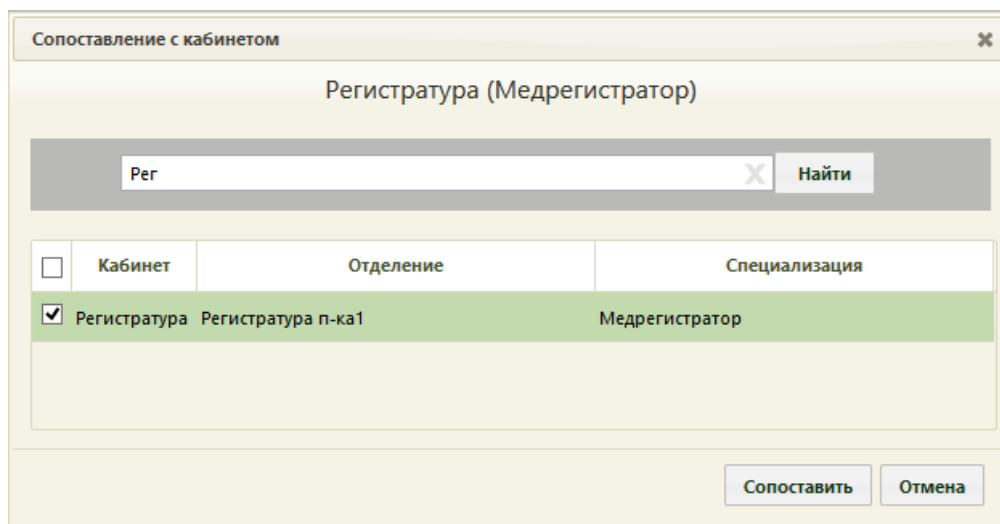 Сопоставление с кабинетом
Регистратура (Медрегистратор)
Рег
Найти
Кабинет Отделение Специализация
Регистратура Регистратура п-ка1 Медрегистратор
Сопоставить Отмена